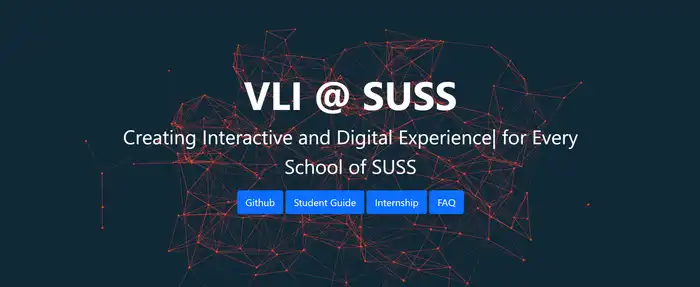 VLI @ SUSS
Creating Interactive and Digital Experience| for Every
School of SUSS
Github Student Guide Internship FAQ